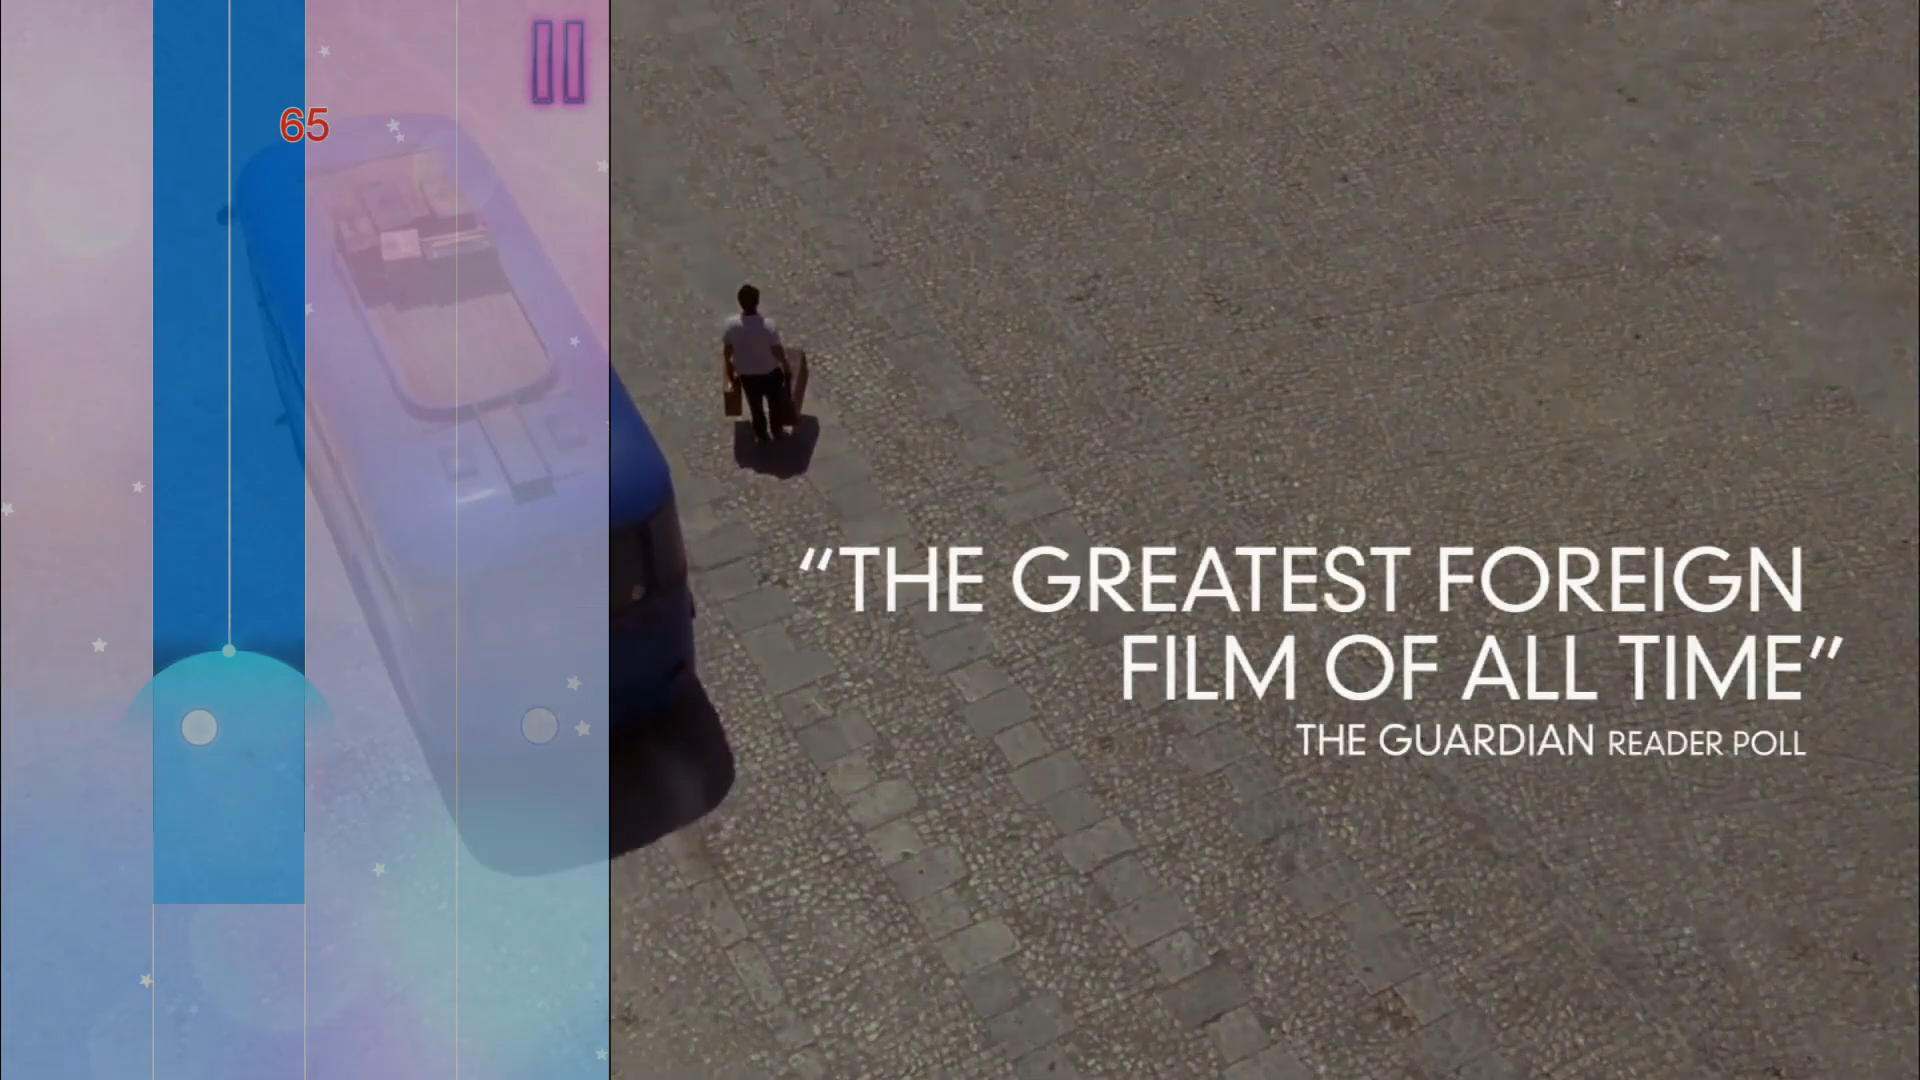 65
“THE GREATEST FOREIGN
FILM OF ALL TIME”
THE GUARDIAN READER POLL